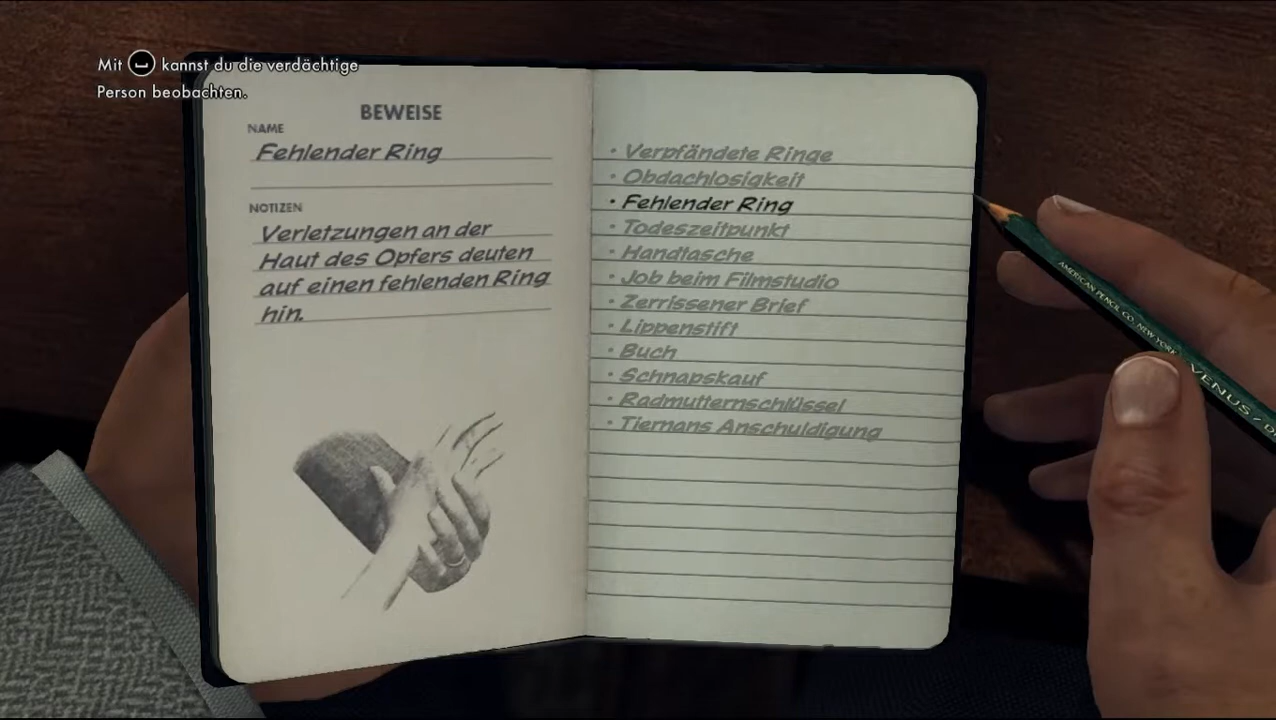 Mit kannst du die verdächtige
Person beobachten.
BEWEISE
NAME
Fehlender Ring
NOTIZEN
Verletzungen an der
Haut des Opfers deuten
auf einen fehlenden Ring
hin.
• Verpfändete Ringe
• Obdachlosigkeit
• Fehlender Ring
• Todeszeitpunkt
• Handtasche
• Job beim Filmstudio
• Zerrissener Brief
• Lippenstift
• Buch
• Schnapskauf
• Radmutternschlüssel
• Tiernans Anschuldigung
AMERICAN PENCIL CO. NEW YORK
VENUS